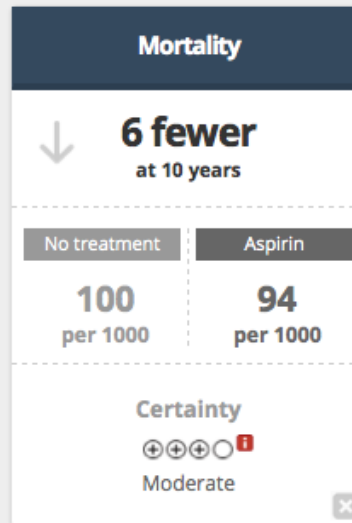 Mortality
6 fewer
at 10 years
No treatment
Aspirin
100
per 1000
94
per 1000
Certainty
Moderate